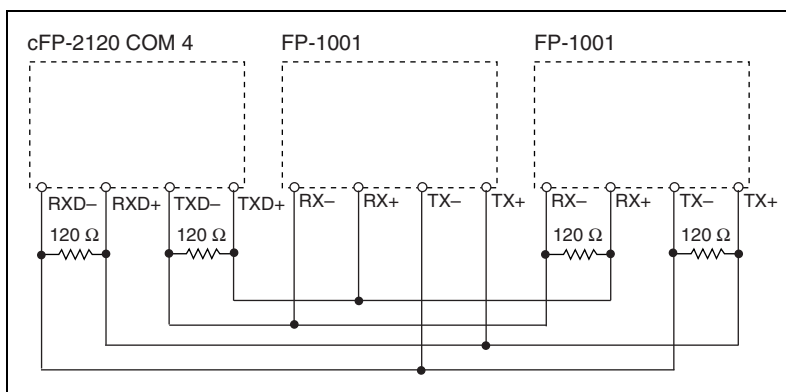 cFP-2120 COM 4 FP-1001 FP-1001
RXD– RXD+ TXD– TXD+ RX– RX+ TX– TX+ RX– RX+ TX– TX+
120 Ω 120 Ω 120 Ω 120 Ω